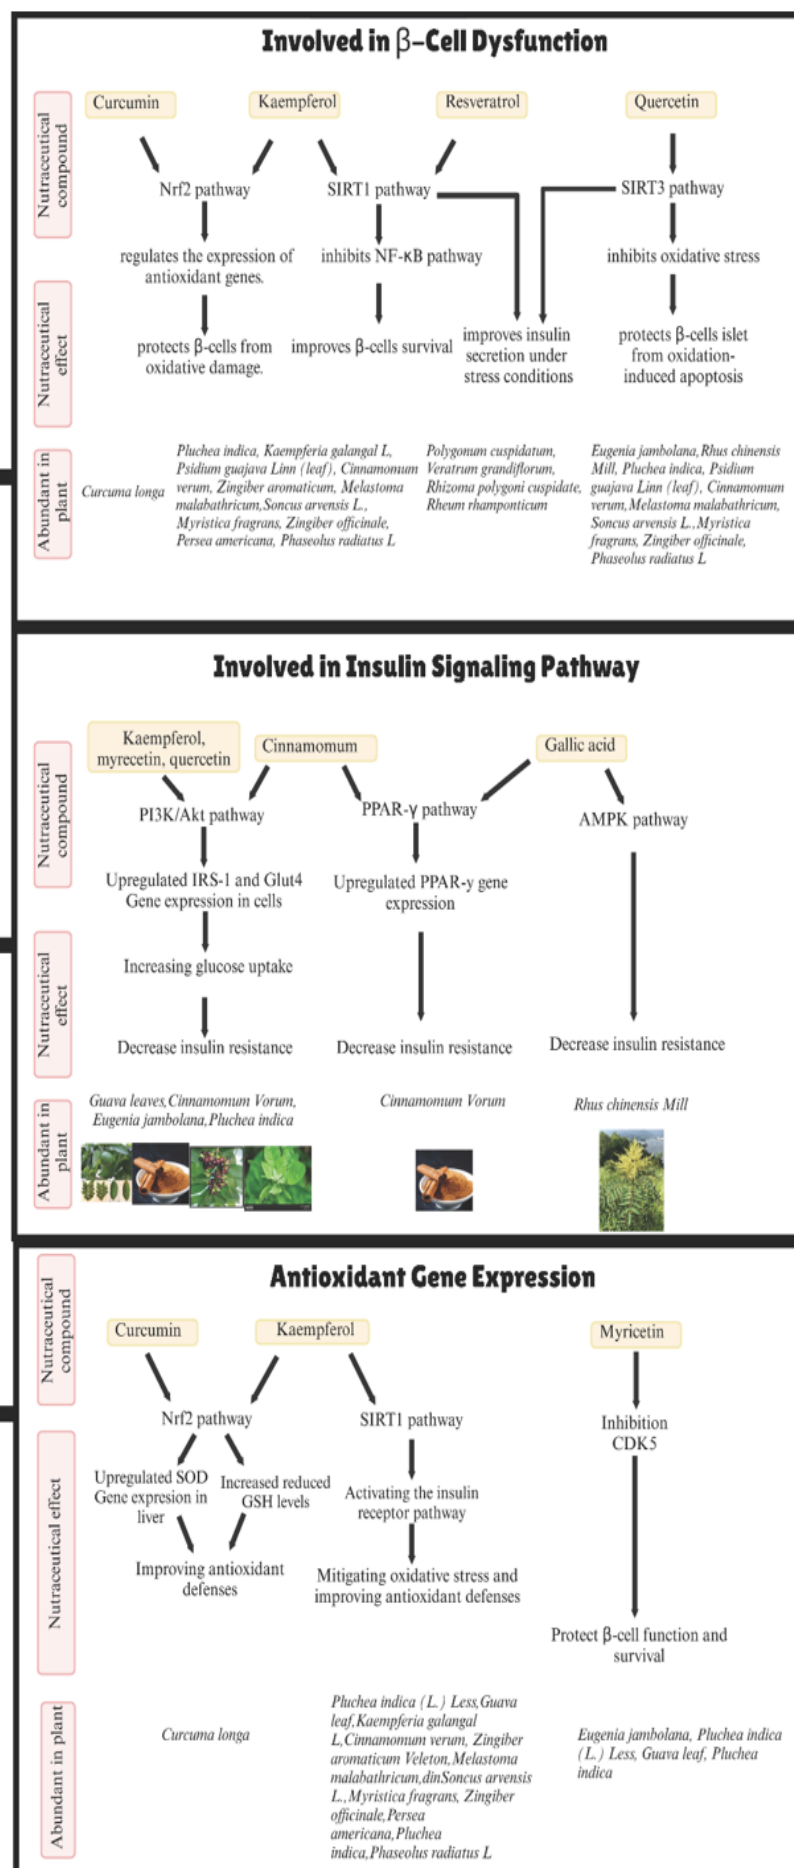 Involved in β-Cell Dysfunction
Nutraceutical
compound
Curcumin
Kaempferol
Resveratrol
Quercetin
Nrf2 pathway
SIRT1 pathway
SIRT3 pathway
regulates the expression of
antioxidant genes.
inhibits NF-κB pathway
inhibits oxidative stress
Nutraceutical
effect
protects β-cells from
oxidative damage.
improves β-cells survival
improves insulin
secretion under
stress conditions
protects β-cells islet
from oxidation-
induced apoptosis
Abundant in
plant
Curcuma longa
Pluchea indica, Kaempferia galangal L,
Psidium guajava Linn (leaf), Cinnamomum
verum, Zingiber aromaticum, Melastoma
malabathricum,Soncus arvensis L.,
Myristica fragrans, Zingiber officinale,
Persea americana, Phaseolus radiatus L
Polygonum cuspidatum,
Veratrum grandiflorum,
Rhizoma polygoni cuspidate,
Rheum rhaponticum
Eugenia jambolana,Rhus chinensis
Mill, Pluchea indica, Psidium
guajava Linn (leaf), Cinnamomum
verum,Melastoma malabathricum,
Soncus arvensis L.,Myristica
fragrans, Zingiber officinale,
Phaseolus radiatus L
Involved in Insulin Signaling Pathway
Nutraceutical
compound
Kaempferol,
myrecetin, quercetin
Cinnamomum
Gallic acid
PI3K/Akt pathway
PPAR-γ pathway
AMPK pathway
Upregulated IRS-1 and Glut4
Gene expression in cells
Upregulated PPAR-y gene
expression
Nutraceutical
effect
Increasing glucose uptake
Decrease insulin resistance
Decrease insulin resistance
Decrease insulin resistance
Abundant in
plant
Guava leaves,Cinnamomum Vorum,
Eugenia jambolana,Pluchea indica
Cinnamomum Vorum
Rhus chinensis Mill
Antioxidant Gene Expression
Nutraceutical
compound
Curcumin
Kaempferol
Myricetin
Nrf2 pathway
SIRT1 pathway
Inhibition
CDK5
Nutraceutical effect
Upregulated SOD
Gene expresion in
liver
Increased reduced
GSH levels
Activating the insulin
receptor pathway
Improving antioxidant
defenses
Mitigating oxidative stress and
improving antioxidant defenses
Protect β-cell function and
survival
Abundant in plant
Curcuma longa
Pluchea indica (L.) Less,Guava
leaf,Kaempferia galangal
L,Cinnamomum verum, Zingiber
aromaticum Veleton,Melastoma
malabathricum,dinSoncus arvensis
L.,Myristica fragrans, Zingiber
officinale,Persea
americana,Pluchea
indica,Phaseolus radiatus L
Eugenia jambolana, Pluchea indica
(L.) Less, Guava leaf, Pluchea
indica